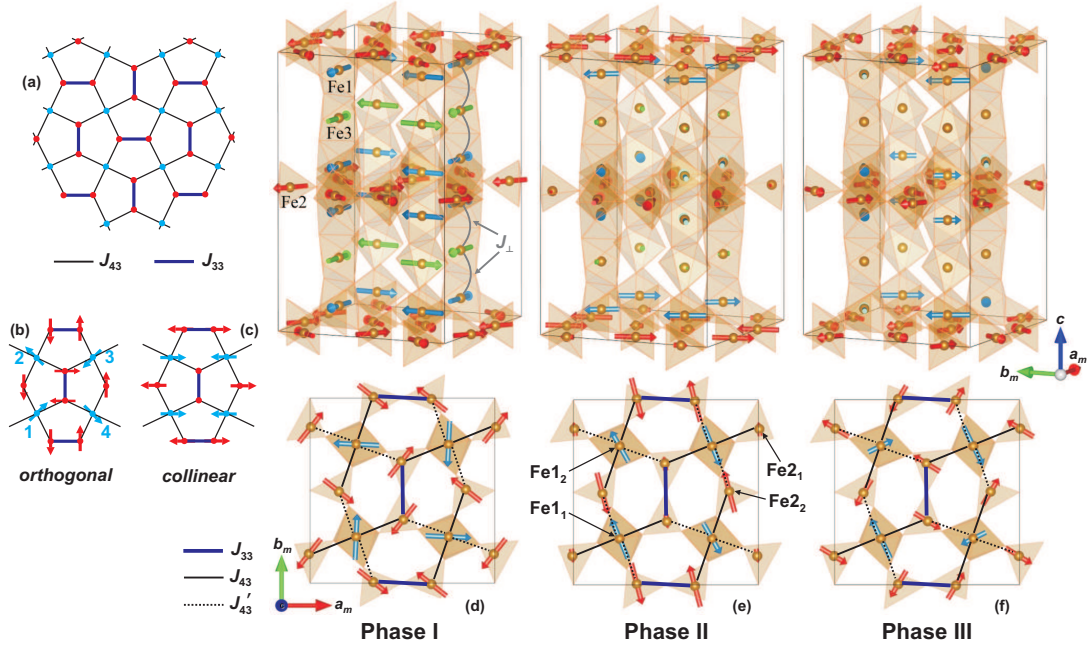 (a)
J43
J33
(b)
(c)
2
3
1
4
orthogonal
collinear
J33
J43
J43′
Fe1
Fe3
Fe2
J⊥
c
am
bm
Fe12
Fe11
Fe21
Fe22
bm
am
(d)
(e)
(f)
Phase I
Phase II
Phase III